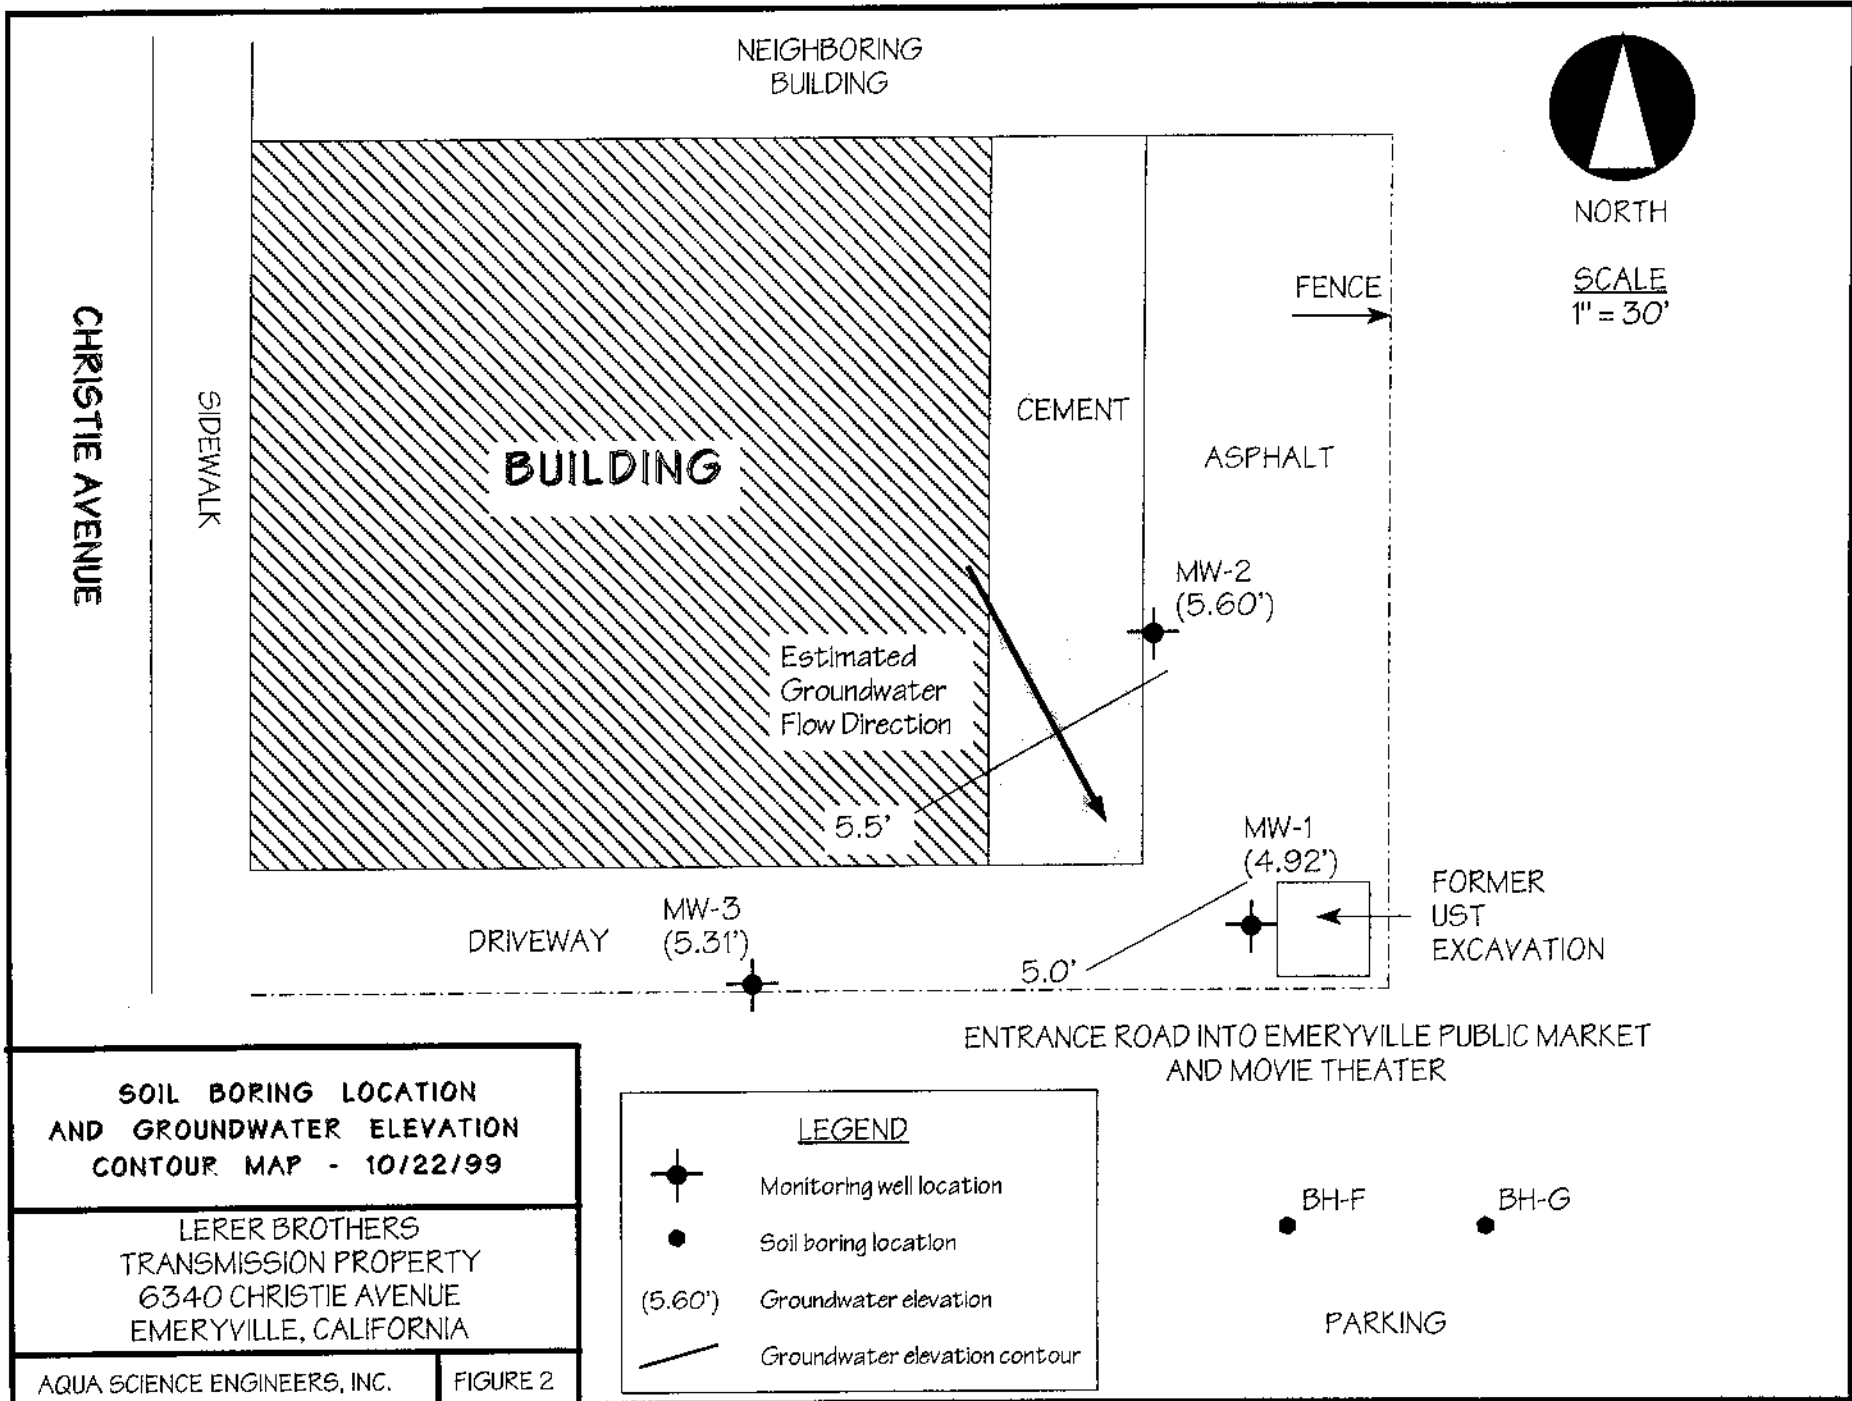 NEIGHBORING
BUILDING
NORTH
SCALE
1" = 30'
FENCE
CHRISTIE AVENUE
SIDEWALK
BUILDING
CEMENT
ASPHALT
MW-2
(5.60')
Estimated
Groundwater
Flow Direction
5.5'
MW-1
(4.92')
FORMER
UST
EXCAVATION
MW-3
(5.31')
DRIVEWAY
5.0'
ENTRANCE ROAD INTO EMERYVILLE PUBLIC MARKET
AND MOVIE THEATER
SOIL BORING LOCATION
AND GROUNDWATER ELEVATION
CONTOUR MAP - 10/22/99
LERER BROTHERS
TRANSMISSION PROPERTY
6340 CHRISTIE AVENUE
EMERYVILLE, CALIFORNIA
AQUA SCIENCE ENGINEERS, INC.
FIGURE 2
LEGEND
Monitoring well location
Soil boring location
(5.60') Groundwater elevation
Groundwater elevation contour
BH-F
BH-G
PARKING